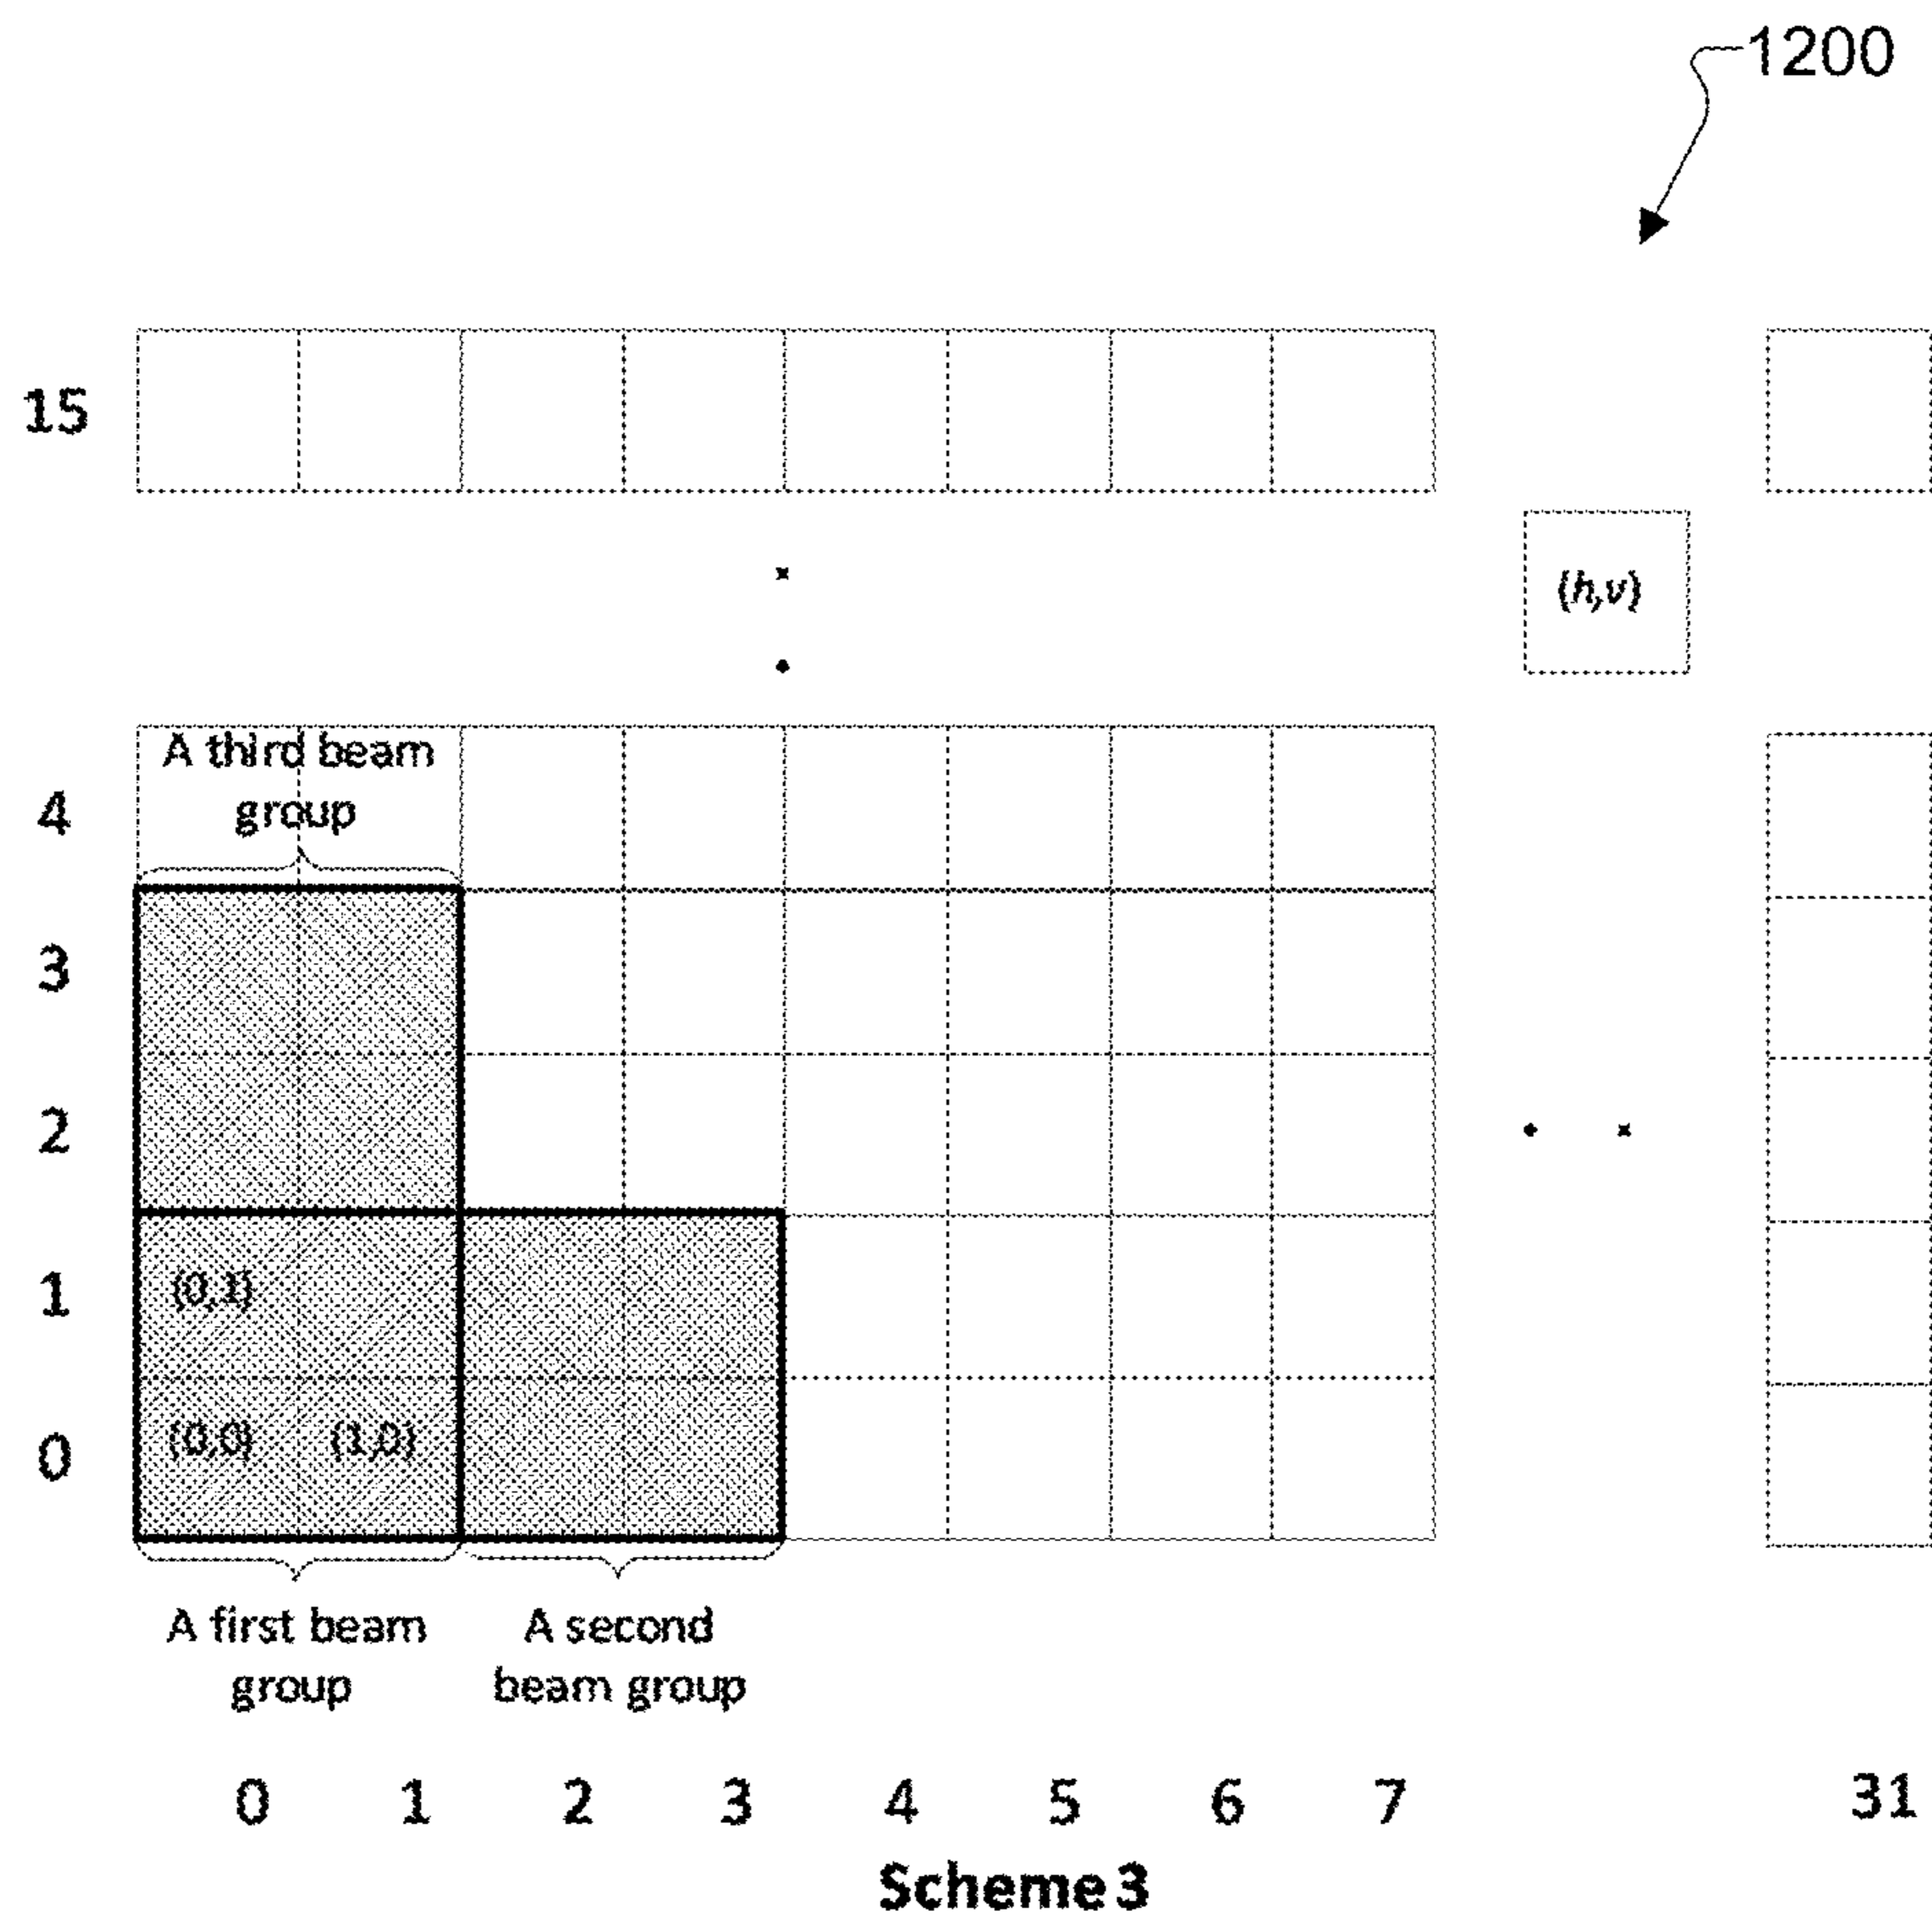 1200
15
(h,v)
A third beam
group
4
3
2
1
(0,1)
0
(0,0)
(1,0)
A first beam
group
A second
beam group
0 1 2 3 4 5 6 7 31
Scheme 3